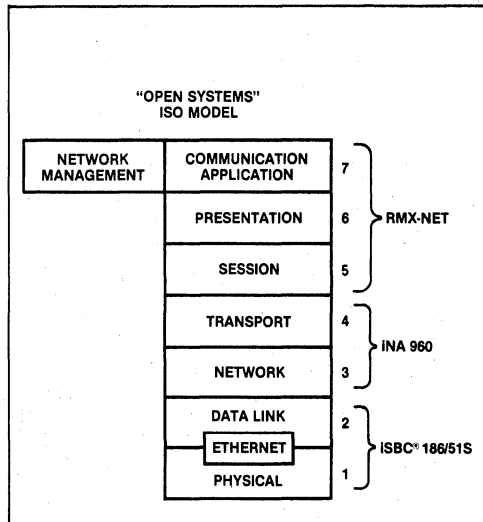 "OPEN SYSTEMS"
ISO MODEL
NETWORK
MANAGEMENT
COMMUNICATION
APPLICATION
7
PRESENTATION
6
RMX-NET
SESSION
5
TRANSPORT
4
iNA 960
NETWORK
3
DATA LINK
2
ETHERNET
iSBC® 186/51S
PHYSICAL
1